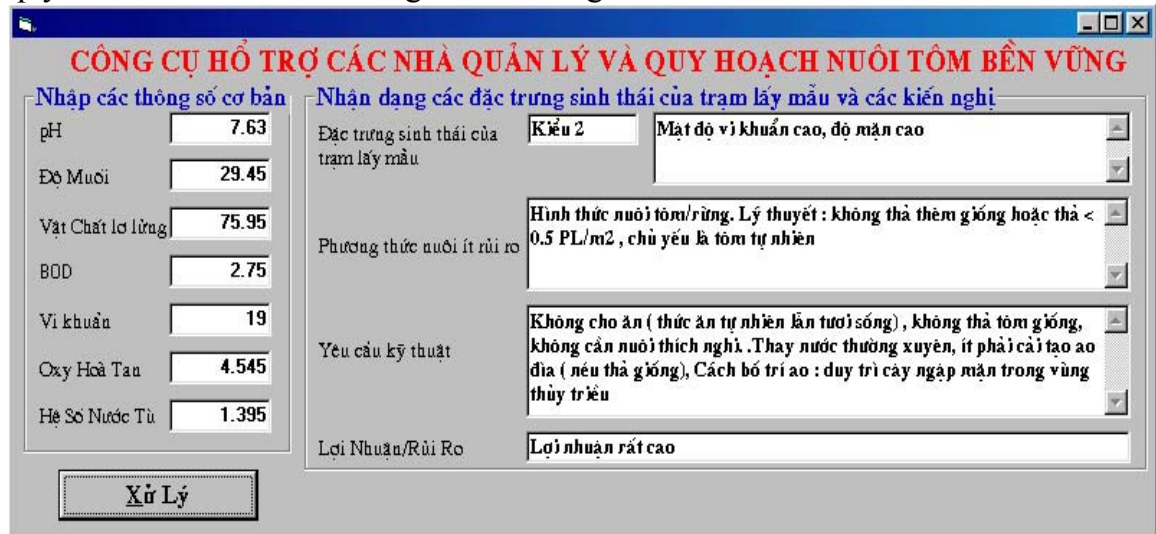 CÔNG CỤ HỔ TRỢ CÁC NHÀ QUẢN LÝ VÀ QUY HOẠCH NUÔI TÔM BỀN VỮNG
Nhập các thông số cơ bản
pH 7.63
Độ Muối 29.45
Vật Chất lơ lửng 75.95
BOD 2.75
Vi khuẩn 19
Oxy Hoà Tan 4.545
Hệ Số Nước Tù 1.395
Xử Lý
Nhận dạng các đặc trưng sinh thái của trạm lấy mẫu và các kiến nghị
Đặc trưng sinh thái của
trạm lấy mẫu
Kiểu 2
Mật độ vi khuẩn cao, độ mặn cao
Phương thức nuôi ít rủi ro
Hình thức nuôi tôm/rừng. Lý thuyết : không thả thêm giống hoặc thả <
0.5 PL/m2 , chủ yếu là tôm tự nhiên
Yêu cầu kỹ thuật
Không cho ăn ( thức ăn tự nhiên lẫn tươi sống) , không thả tôm giống,
không cần nuôi thích nghi. .Thay nước thường xuyên, ít phải cải tạo ao
đìa ( nếu thả giống), Cách bố trí ao : duy trì cây ngập mặn trong vùng
thủy triều
Lợi Nhuận/Rủi Ro
Lợi nhuận rất cao